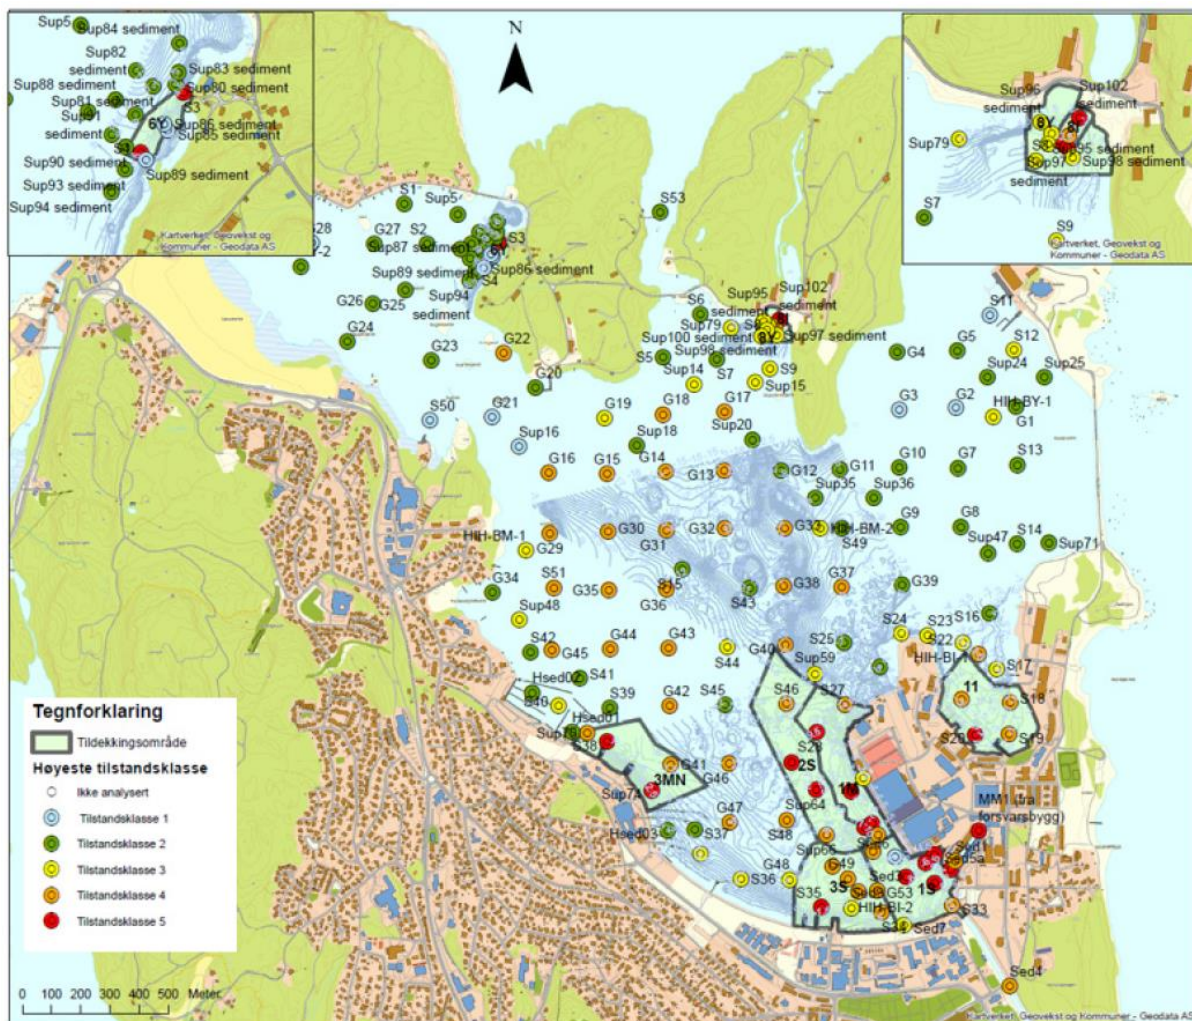 Sup5
Sup84 sediment
Sup82
sediment
Sup83 sediment
Sup88 sediment
Sup80 sediment
Sup81 sediment
S3
Sup91
sediment
6Y
Sup86 sediment
Sup85 sediment
Sup90 sediment
Sup89 sediment
Sup93 sediment
Sup94 sediment
Kartverket, Geovekst og
Kommuner - Geodata AS
N
Sup96
sediment
Sup102
sediment
8Y
Sup79
Sup95 sediment
Sup97
sediment
Sup98 sediment
S7
S9
Kartverket, Geovekst og
Kommuner - Geodata AS
S1
Sup5
S53
S28
G27
S2
S3
Sup87 sediment
6Y
Sup86 sediment
Sup89 sediment
S4
Sup94
sediment
G26
G25
G24
G23
G22
G20
S6
Sup95
sediment
Sup102
sediment
Sup79
Sup97 sediment
Sup100 sediment
8Y
Sup98 sediment
S5
S7
S9
Sup14
Sup15
S11
S12
G4
G5
Sup24
Sup25
G3
G2
HIH-BY-1
G1
S50
G21
G19
G18
G17
Sup16
Sup18
Sup20
G16
G15
G14
G13
G12
G11
G10
G7
S13
Sup35
Sup36
HIH-BM-1
G30
G31
G32
G33
HIH-BM-2
S49
G9
G8
S14
Sup47
Sup71
G29
G34
S51
G35
S15
G36
S43
G38
G37
G39
Sup48
S16
S24
S23
S22
S42
G45
G44
G43
S44
G40
S25
Sup59
HIH-BI-1
S17
Hsed02
S41
S40
S39
G42
S45
S46
S27
11
S18
Hsed01
Sup78
S38
S28
S20
S19
G41
2S
3MN
G46
1N
Sup74
MM1 (fra
forsvarsbygg)
Sup64
G47
Hsed03
S37
S48
Sup65
Sed1
Sed5a
G48
G49
Sed3
S36
S35
3S
G53
1S
HIH-BI-2
S33
S34
Sed7
Sed4
Tegnforklaring
Tildekkingsområde
Høyeste tilstandsklasse
Ikke analysert
Tilstandsklasse 1
Tilstandsklasse 2
Tilstandsklasse 3
Tilstandsklasse 4
Tilstandsklasse 5
0 100 200 300 400 500 Meter
Kartverket, Geovekst og Kommuner - Geodata AS